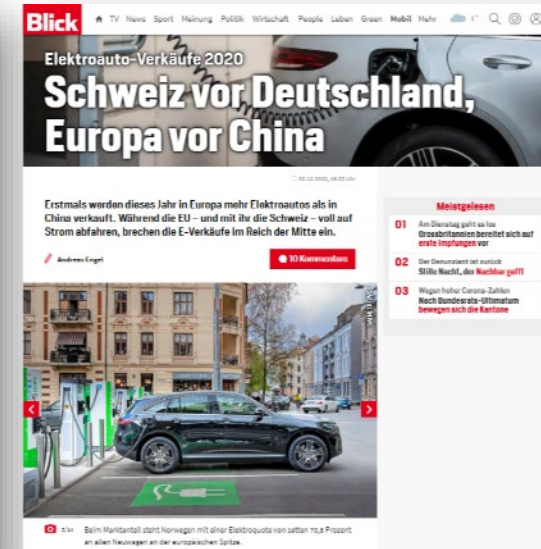 Blick
TV News Sport Meinung Politik Wirtschaft People Leben Green Mobil Mehr
Elektroauto-Verkäufe 2020
Schweiz vor Deutschland,
Europa vor China
Erstmals werden dieses Jahr in Europa mehr Elektroautos als in
China verkauft. Während die EU – und mit ihr die Schweiz – voll auf
Strom abfahren, brechen die E-Verkäufe im Reich der Mitte ein.
Andreas Engel
10 Kommentare
Meistgelesen
01 Am Dienstag geht es los
Grossbritannien bereitet sich auf
erste Impfungen vor
02 Der Denunziant ist zurück
Stille Nacht, der Nachbar gafft
03 Wegen hoher Corona-Zahlen
Nach Bundesrats-Ultimatum
bewegen sich die Kantone
Beim Marktanteil steht Norwegen mit einer Elektroquote von satten 70,8 Prozent
an allen Neuwagen an der europäischen Spitze.